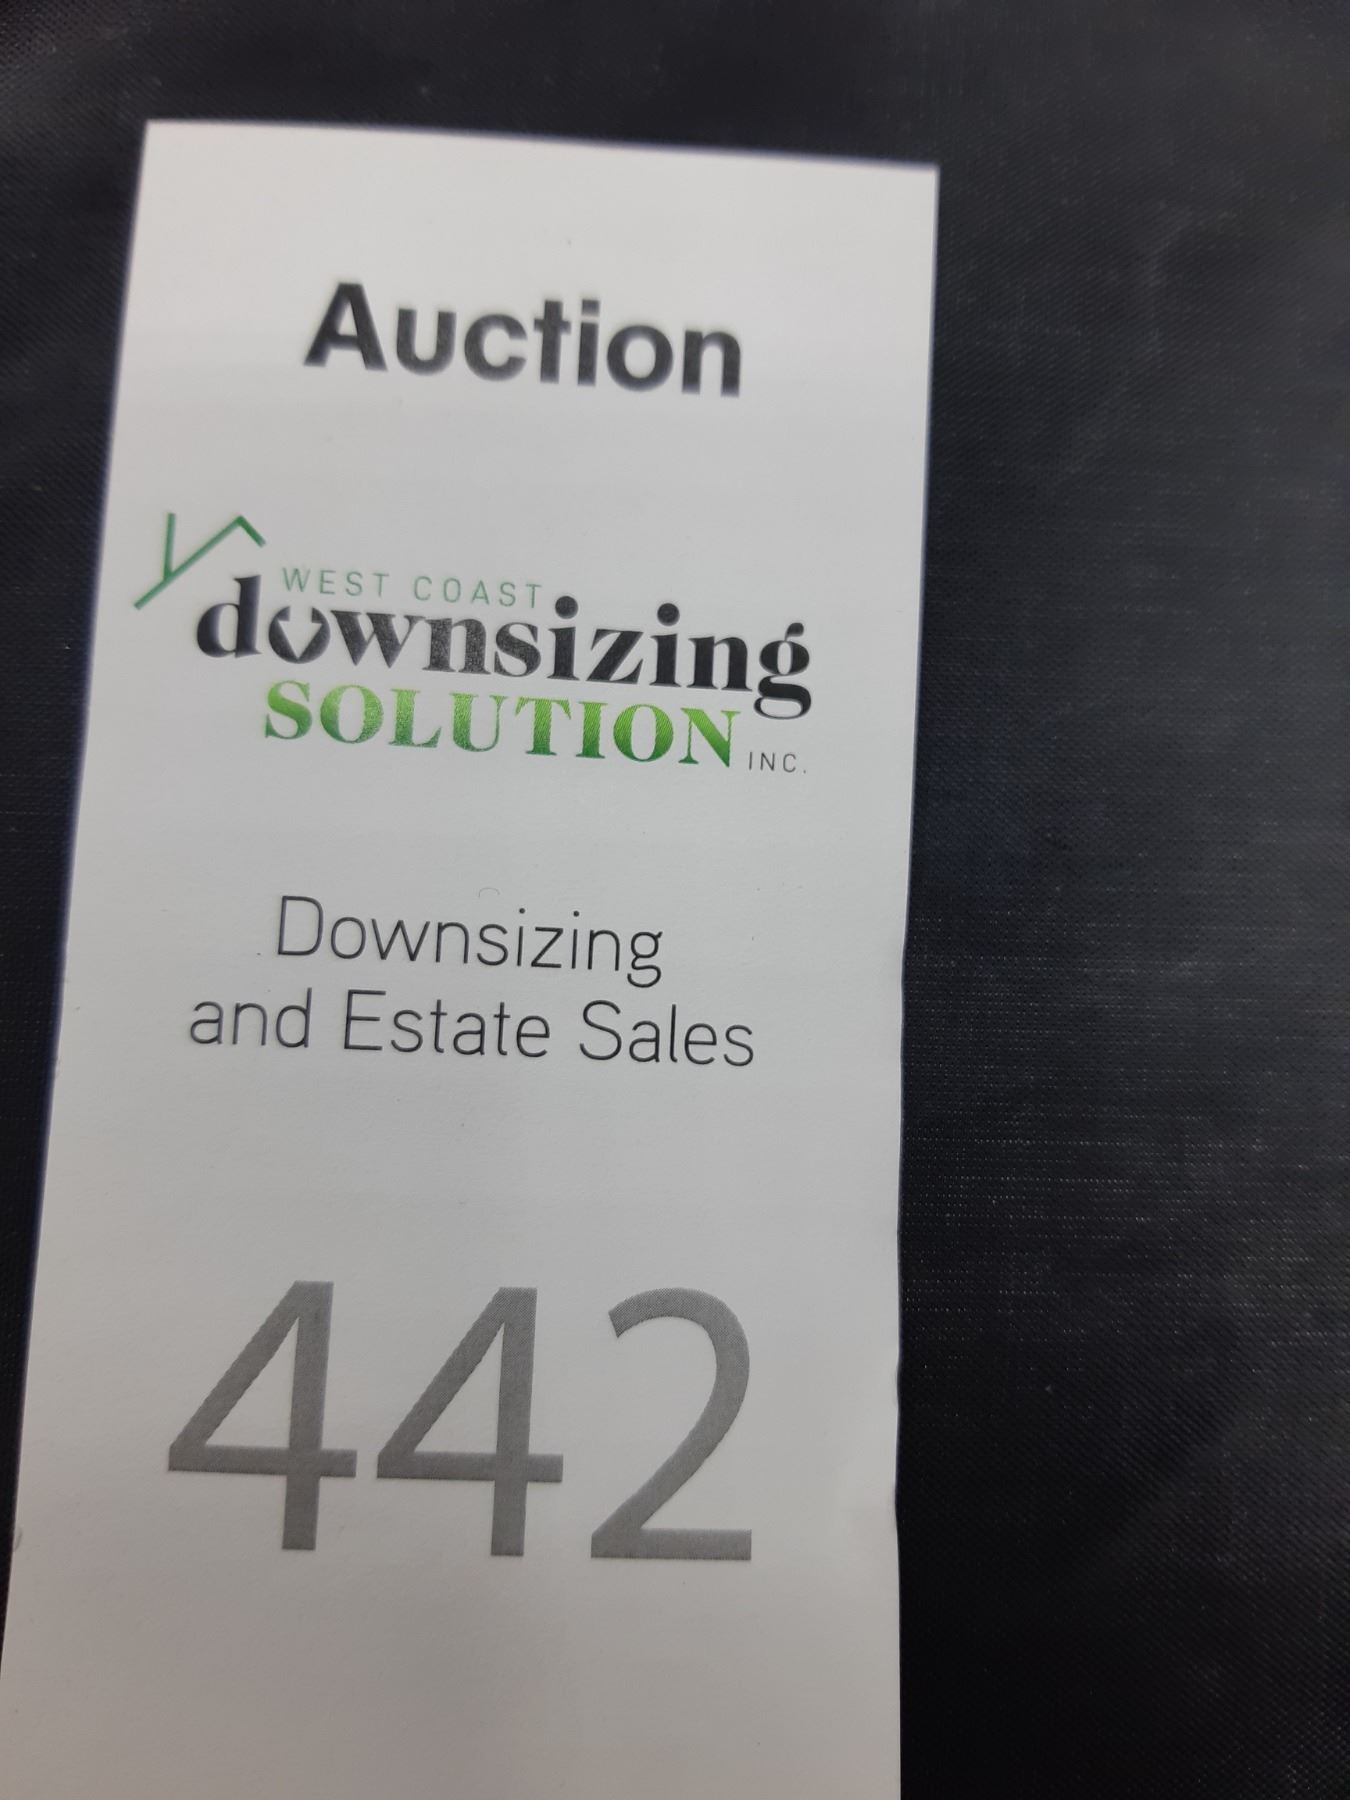 Auction
WEST COAST
downsizing
SOLUTION INC.
Downsizing
and Estate Sales
442